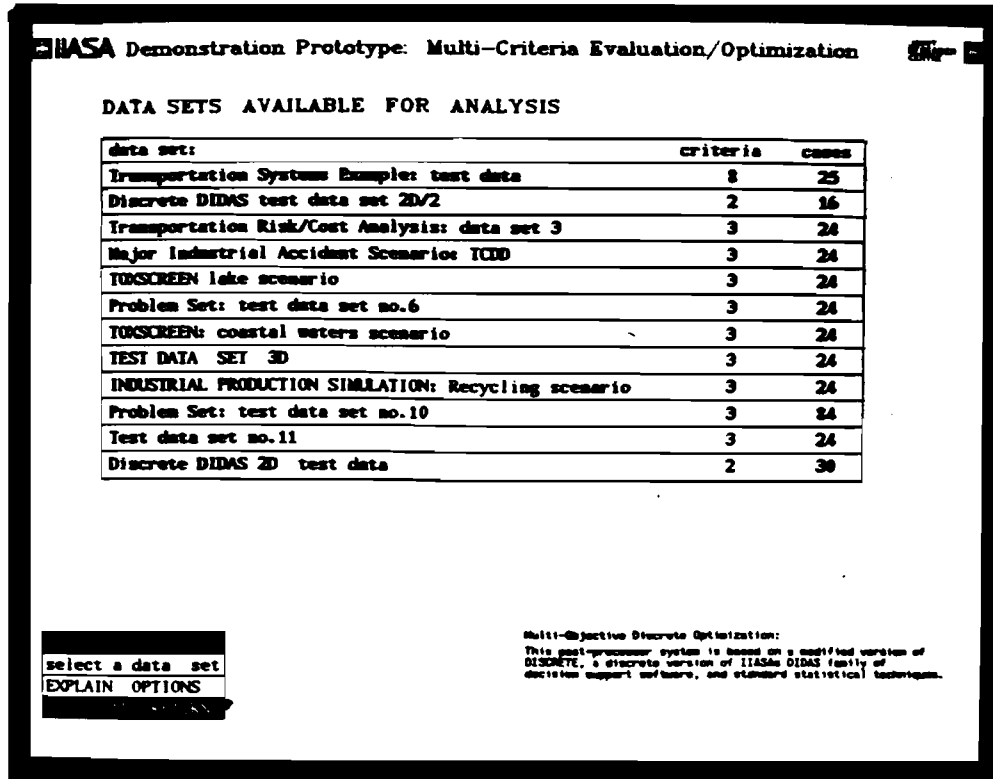 IIASA Demonstration Prototype: Multi-Criteria Evaluation/Optimization
DATA SETS AVAILABLE FOR ANALYSIS
data set: criteria cases
Transportation Systems Example: test data 8 25
Discrete DIDAS test data set 2D/2 2 16
Transportation Risk/Cost Analysis: data set 3 3 24
Major Industrial Accident Scenario: TCDD 3 24
TOXSCREEN lake scenario 3 24
Problem Set: test data set no.6 3 24
TOXSCREEN: coastal waters scenario 3 24
TEST DATA SET 3D 3 24
INDUSTRIAL PRODUCTION SIMULATION: Recycling scenario 3 24
Problem Set: test data set no.10 3 84
Test data set no.11 3 24
Discrete DIDAS 2D test data 2 30
select a data set
EXPLAIN OPTIONS
Multi-Objective Discrete Optimization:
This post-processor system is based on a modified version of
DISCRETE, a discrete version of IIASAs DIDAS family of
decision support software, and standard statistical techniques.